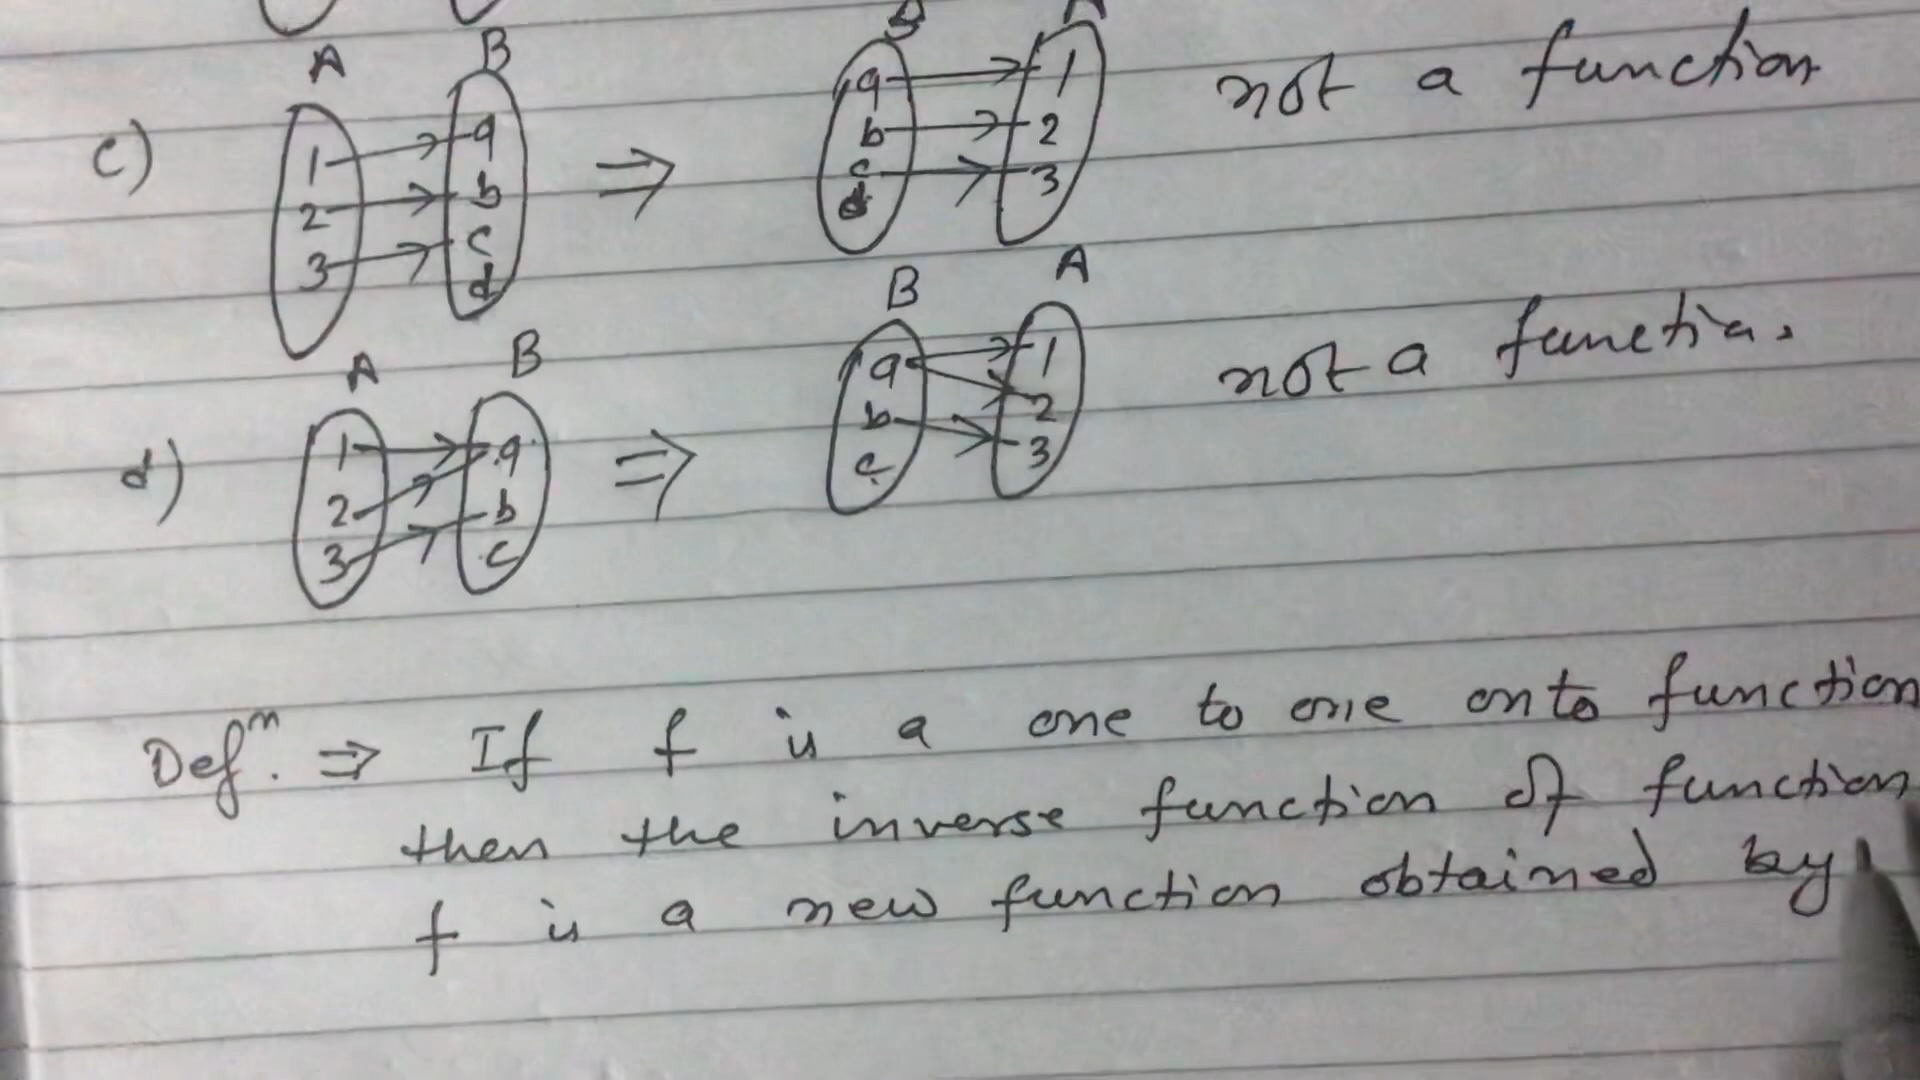 A B B A
c) 1 2 3 a b c d ⇒ a b c d 1 2 3 not a function
A B B A
d) 1 2 3 a b c ⇒ a b c 1 2 3 not a functio.
Defⁿ. ⇒ If f is a one to one onto function
then the inverse function of function
f is a new function obtained by